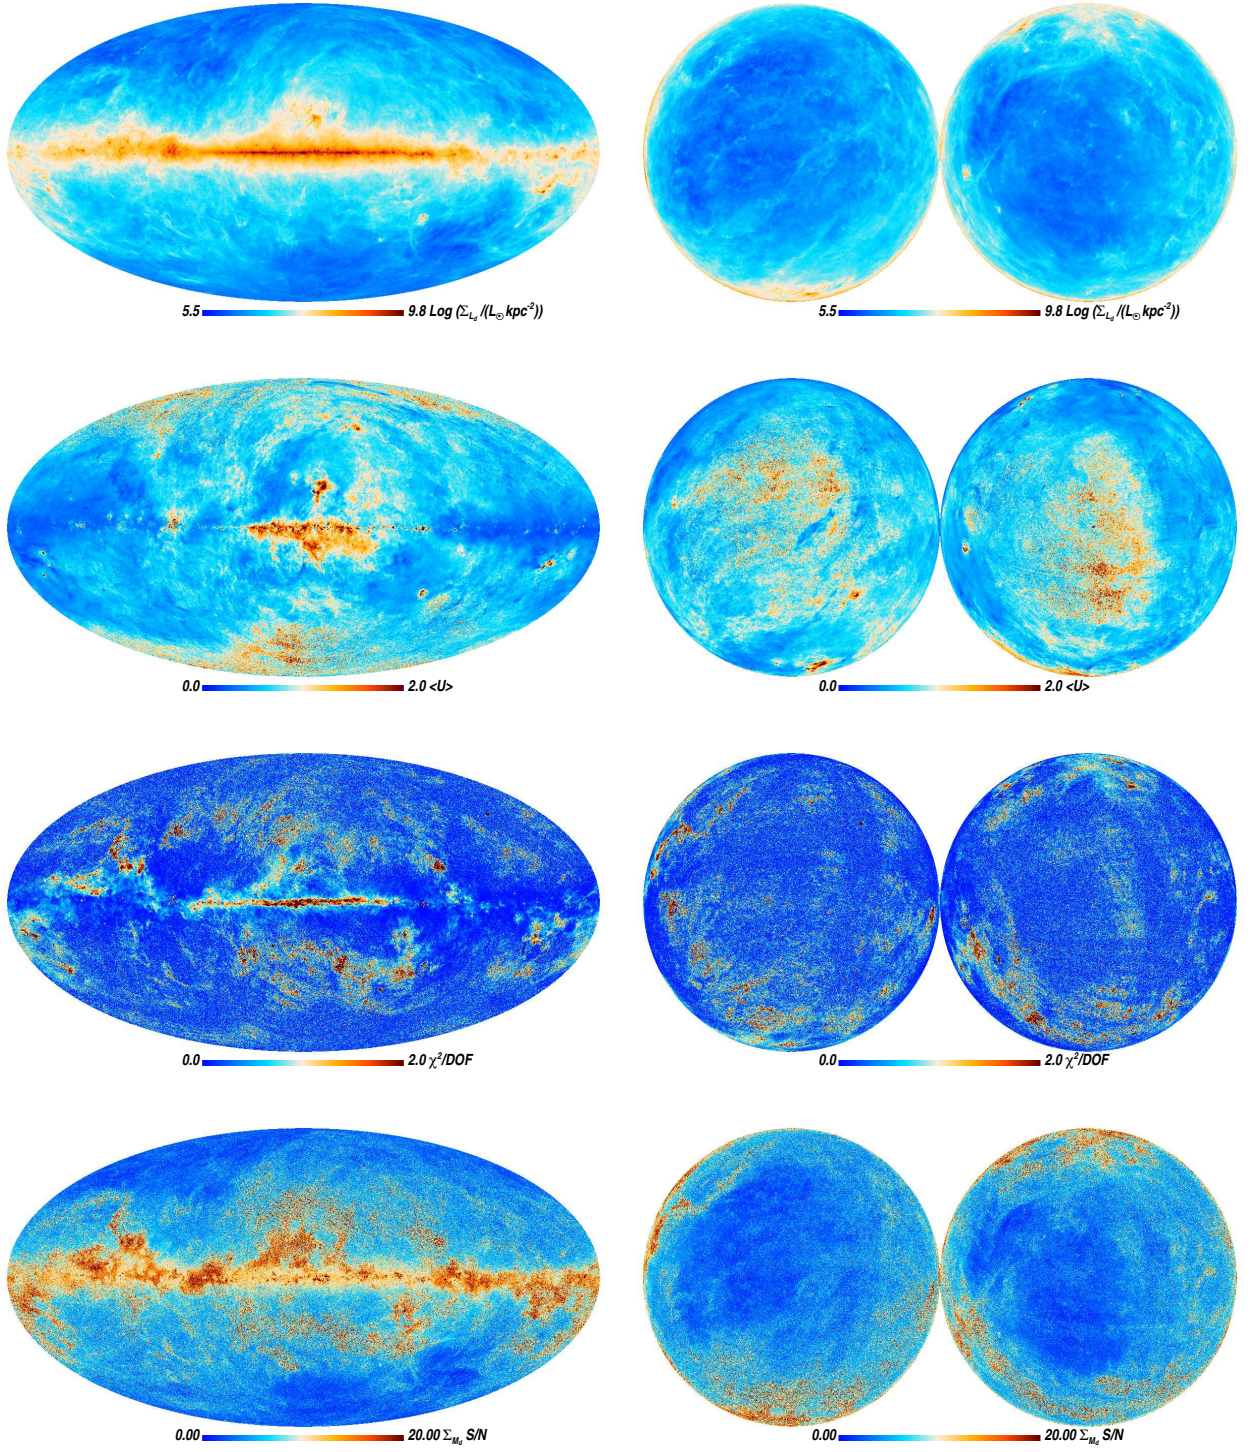 5.5 9.8 Log (Σ_{L_d} /(L_⊙ kpc⁻²))
5.5 9.8 Log (Σ_{L_d} /(L_⊙ kpc⁻²))
0.0 2.0 <U>
0.0 2.0 <U>
0.0 2.0 χ²/DOF
0.0 2.0 χ²/DOF
0.00 20.00 Σ_{M_d} S/N
0.00 20.00 Σ_{M_d} S/N